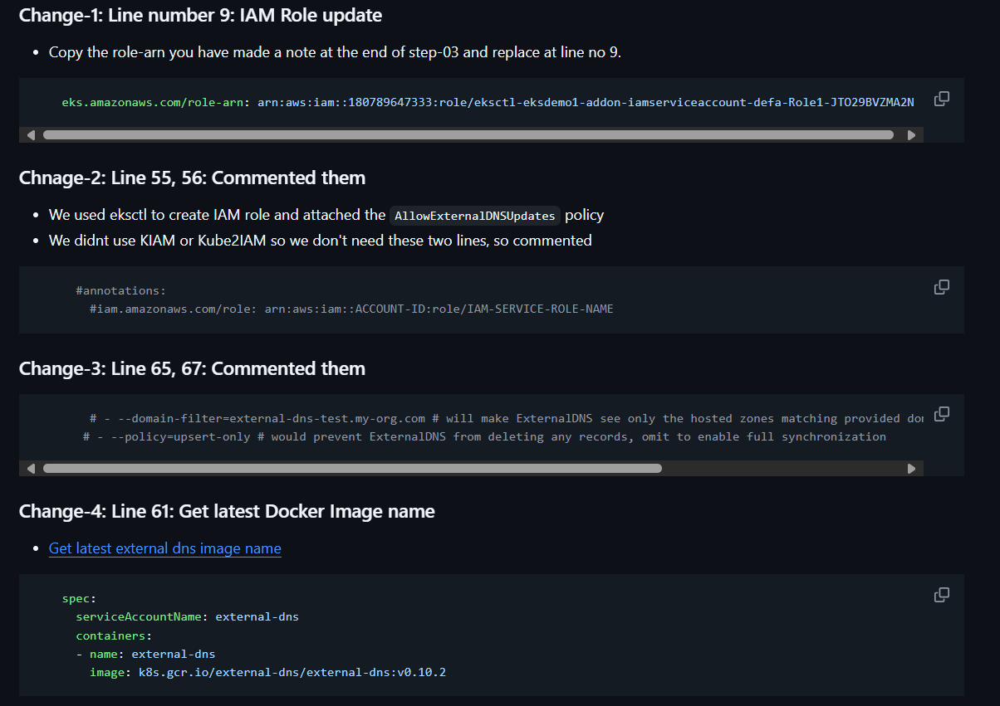 Change-1: Line number 9: IAM Role update
• Copy the role-arn you have made a note at the end of step-03 and replace at line no 9.
eks.amazonaws.com/role-arn: arn:aws:iam::180789647333:role/eksctl-eksdemo1-addon-iamserviceaccount-defa-Role1-JTO29BVZMA2N
Chnage-2: Line 55, 56: Commented them
• We used eksctl to create IAM role and attached the AllowExternalDNSUpdates policy
• We didnt use KIAM or Kube2IAM so we don't need these two lines, so commented
#annotations:
#iam.amazonaws.com/role: arn:aws:iam::ACCOUNT-ID:role/IAM-SERVICE-ROLE-NAME
Change-3: Line 65, 67: Commented them
# - --domain-filter=external-dns-test.my-org.com # will make ExternalDNS see only the hosted zones matching provided
# - --policy=upsert-only # would prevent ExternalDNS from deleting any records, omit to enable full synchronization
Change-4: Line 61: Get latest Docker Image name
• Get latest external dns image name
spec:
serviceAccountName: external-dns
containers:
- name: external-dns
image: k8s.gcr.io/external-dns/external-dns:v0.10.2